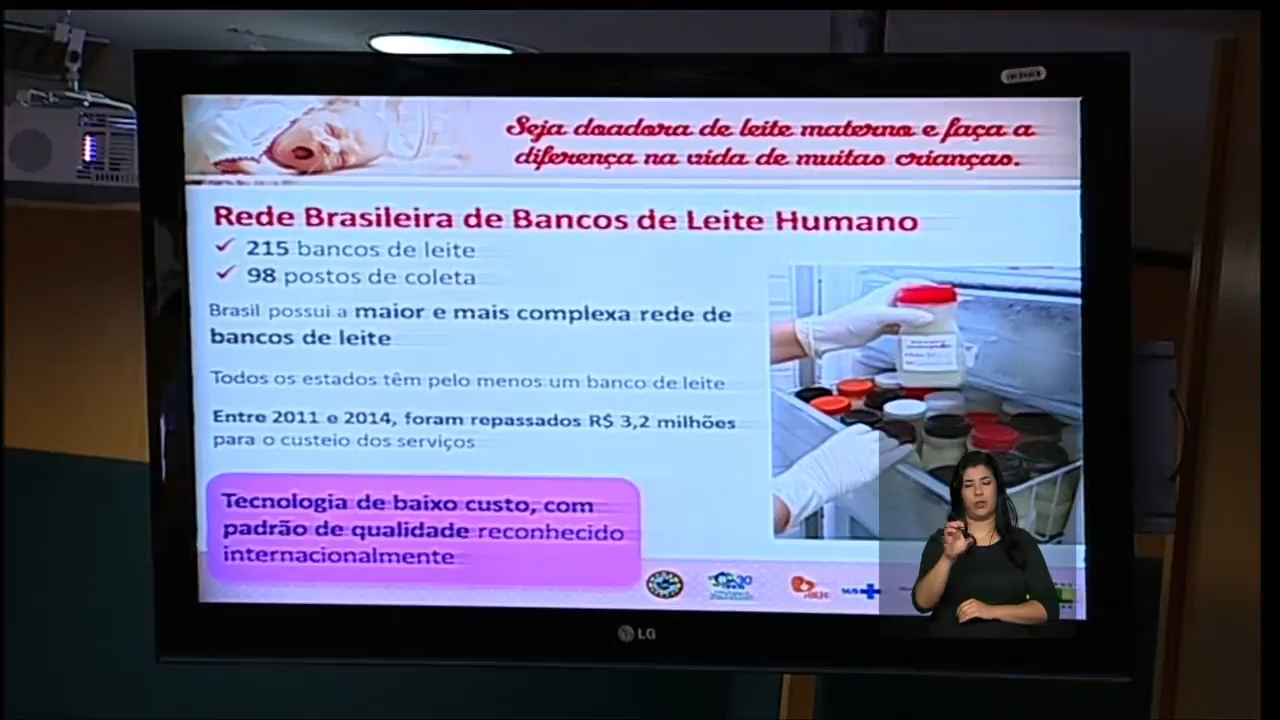 Seja doadora de leite materno e faça a
diferença na vida de muitas crianças.
Rede Brasileira de Bancos de Leite Humano
✓ 215 bancos de leite
✓ 98 postos de coleta
Brasil possui a maior e mais complexa rede de
bancos de leite
Todos os estados têm pelo menos um banco de leite
Entre 2011 e 2014, foram repassados R$ 3,2 milhões
para o custeio dos serviços
Tecnologia de baixo custo, com
padrão de qualidade reconhecido
internacionalmente
SUS
LG